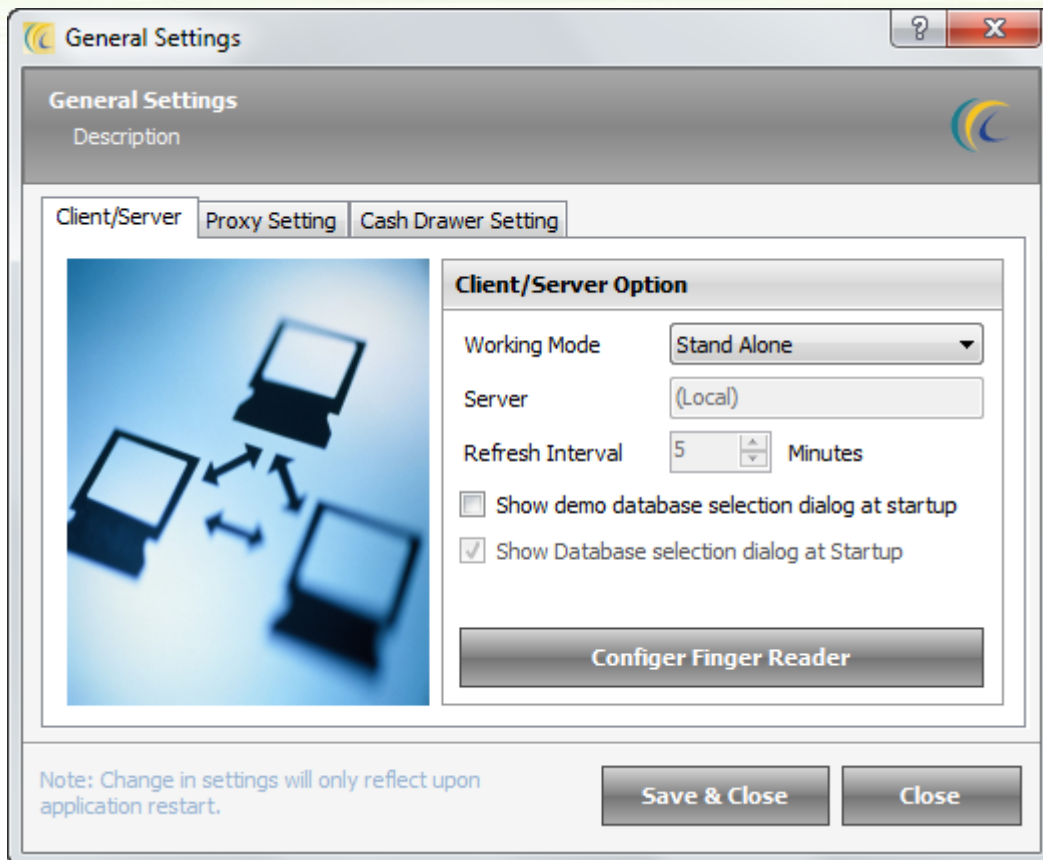 General Settings
General Settings
Description
Client/Server
Proxy Setting
Cash Drawer Setting
Client/Server Option
Working Mode
Stand Alone
Server
(Local)
Refresh Interval
5
Minutes
Show demo database selection dialog at startup
Show Database selection dialog at Startup
Configer Finger Reader
Note: Change in settings will only reflect upon
application restart.
Save & Close
Close